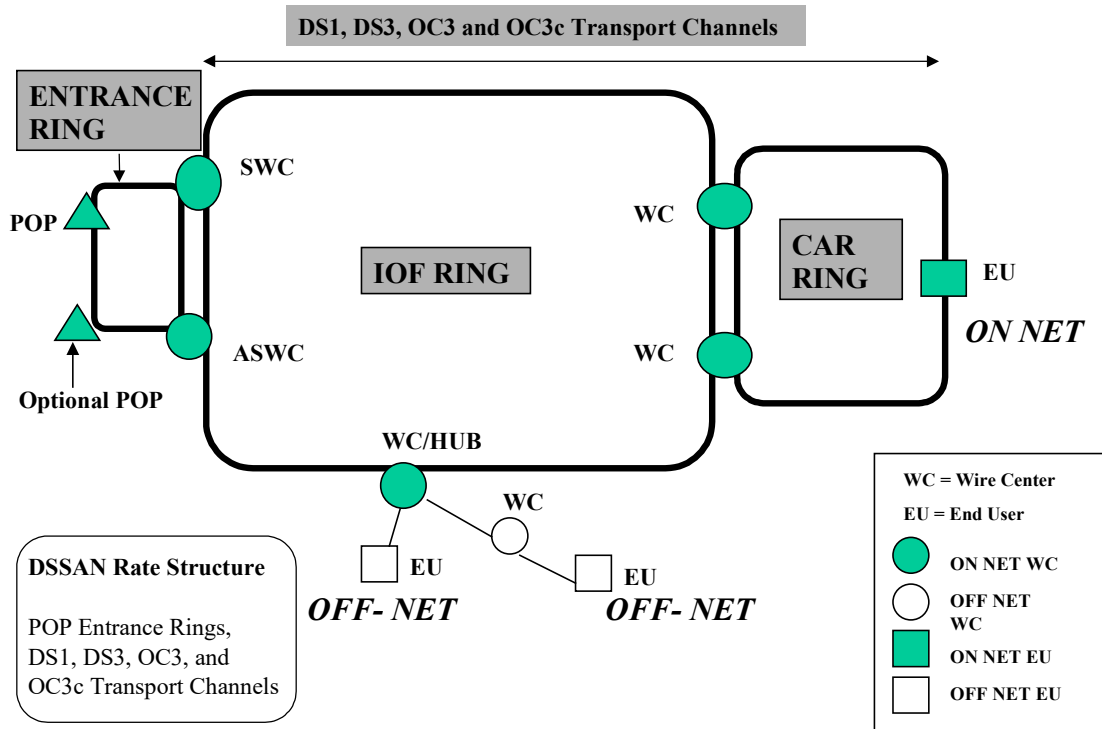 DS1, DS3, OC3 and OC3c Transport Channels
ENTRANCE
RING
SWC
POP
WC
IOF RING
CAR
RING
EU
ON NET
ASWC
WC
Optional POP
WC/HUB
WC
EU
OFF- NET
EU
OFF- NET
DSSAN Rate Structure
POP Entrance Rings,
DS1, DS3, OC3, and
OC3c Transport Channels
WC = Wire Center
EU = End User
ON NET WC
OFF NET
WC
ON NET EU
OFF NET EU